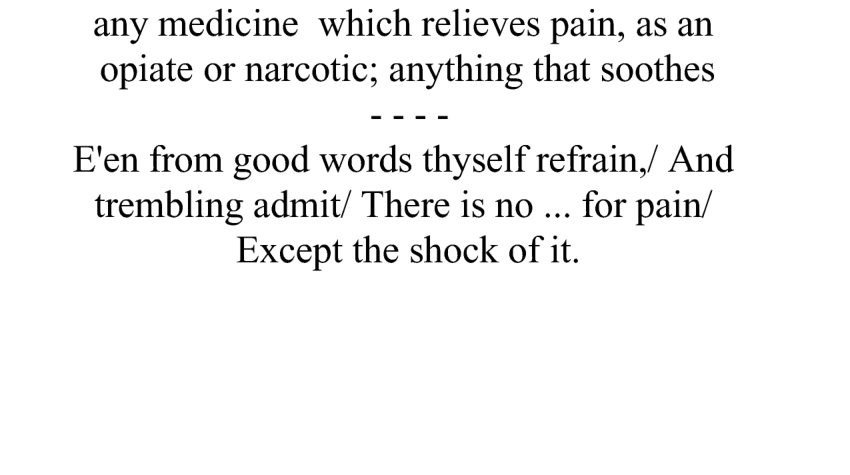 any medicine  which relieves pain, as an
opiate or narcotic; anything that soothes
- - - -
E'en from good words thyself refrain,/ And
trembling admit/ There is no ... for pain/
Except the shock of it.